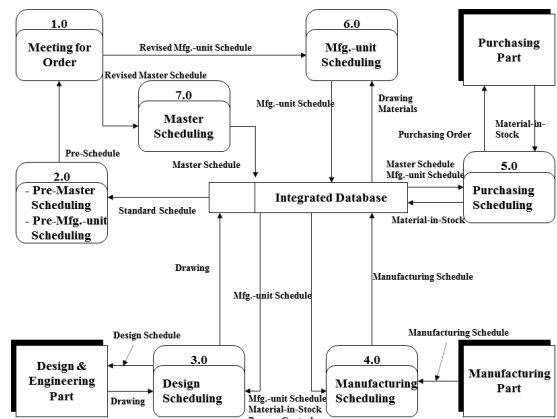 1.0
Meeting for
Order
Revised Mfg.-unit Schedule
6.0
Mfg.-unit
Scheduling
Purchasing
Part
Revised Master Schedule
7.0
Master
Scheduling
Mfg.-unit Schedule
Drawing
Materials
Purchasing Order
Material-in-
Stock
Pre-Schedule
Master Schedule
Master Schedule
Mfg.-unit Schedule
5.0
Purchasing
Scheduling
2.0
- Pre-Master
Scheduling
- Pre-Mfg.-unit
Scheduling
Standard Schedule
Integrated Database
Material-in-Stock
Drawing
Mfg.-unit Schedule
Manufacturing Schedule
Design Schedule
Manufacturing Schedule
Design &
Engineering
Part
Drawing
3.0
Design
Scheduling
Mfg.-unit Schedule
Material-in-Stock
4.0
Manufacturing
Scheduling
Manufacturing
Part